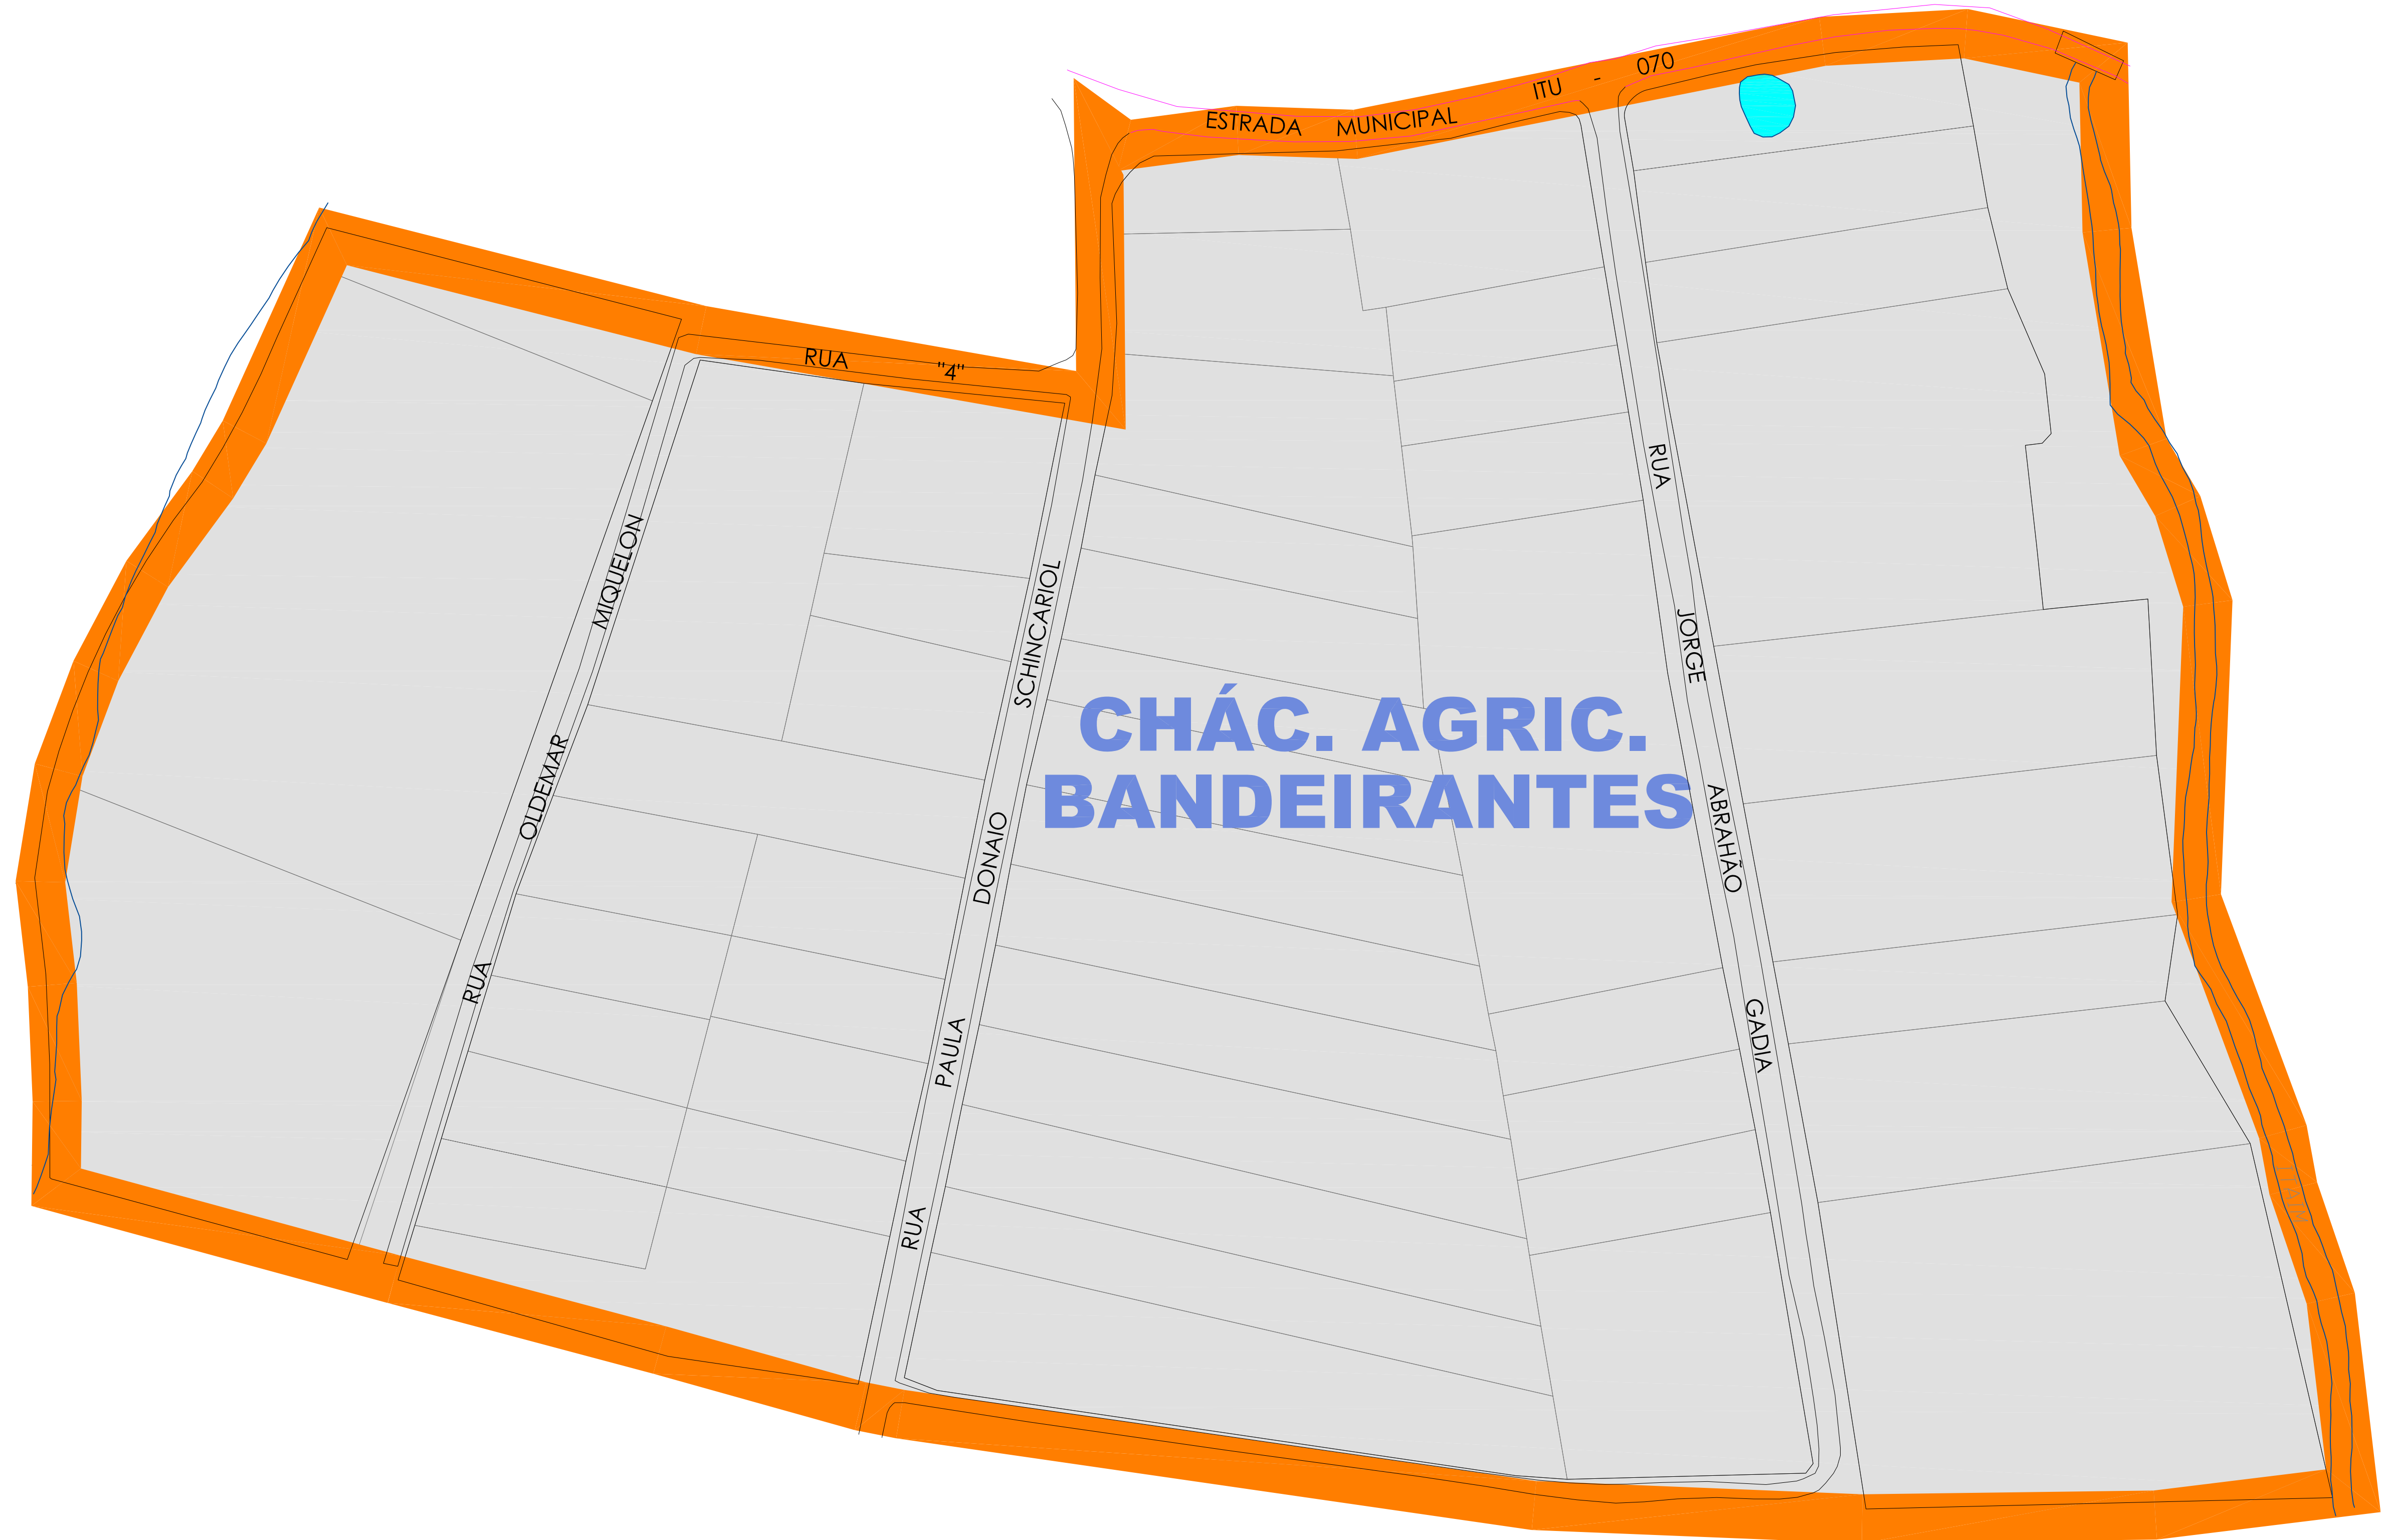 ESTRADA MUNICIPAL ITU - 070
RUA "4"
RUA OLDEMAR MIQUELON
RUA PAULA DONAIO SCHINCARIOL
RUA JORGE ABRAHÃO GADIA
CHÁC. AGRIC.
BANDEIRANTES